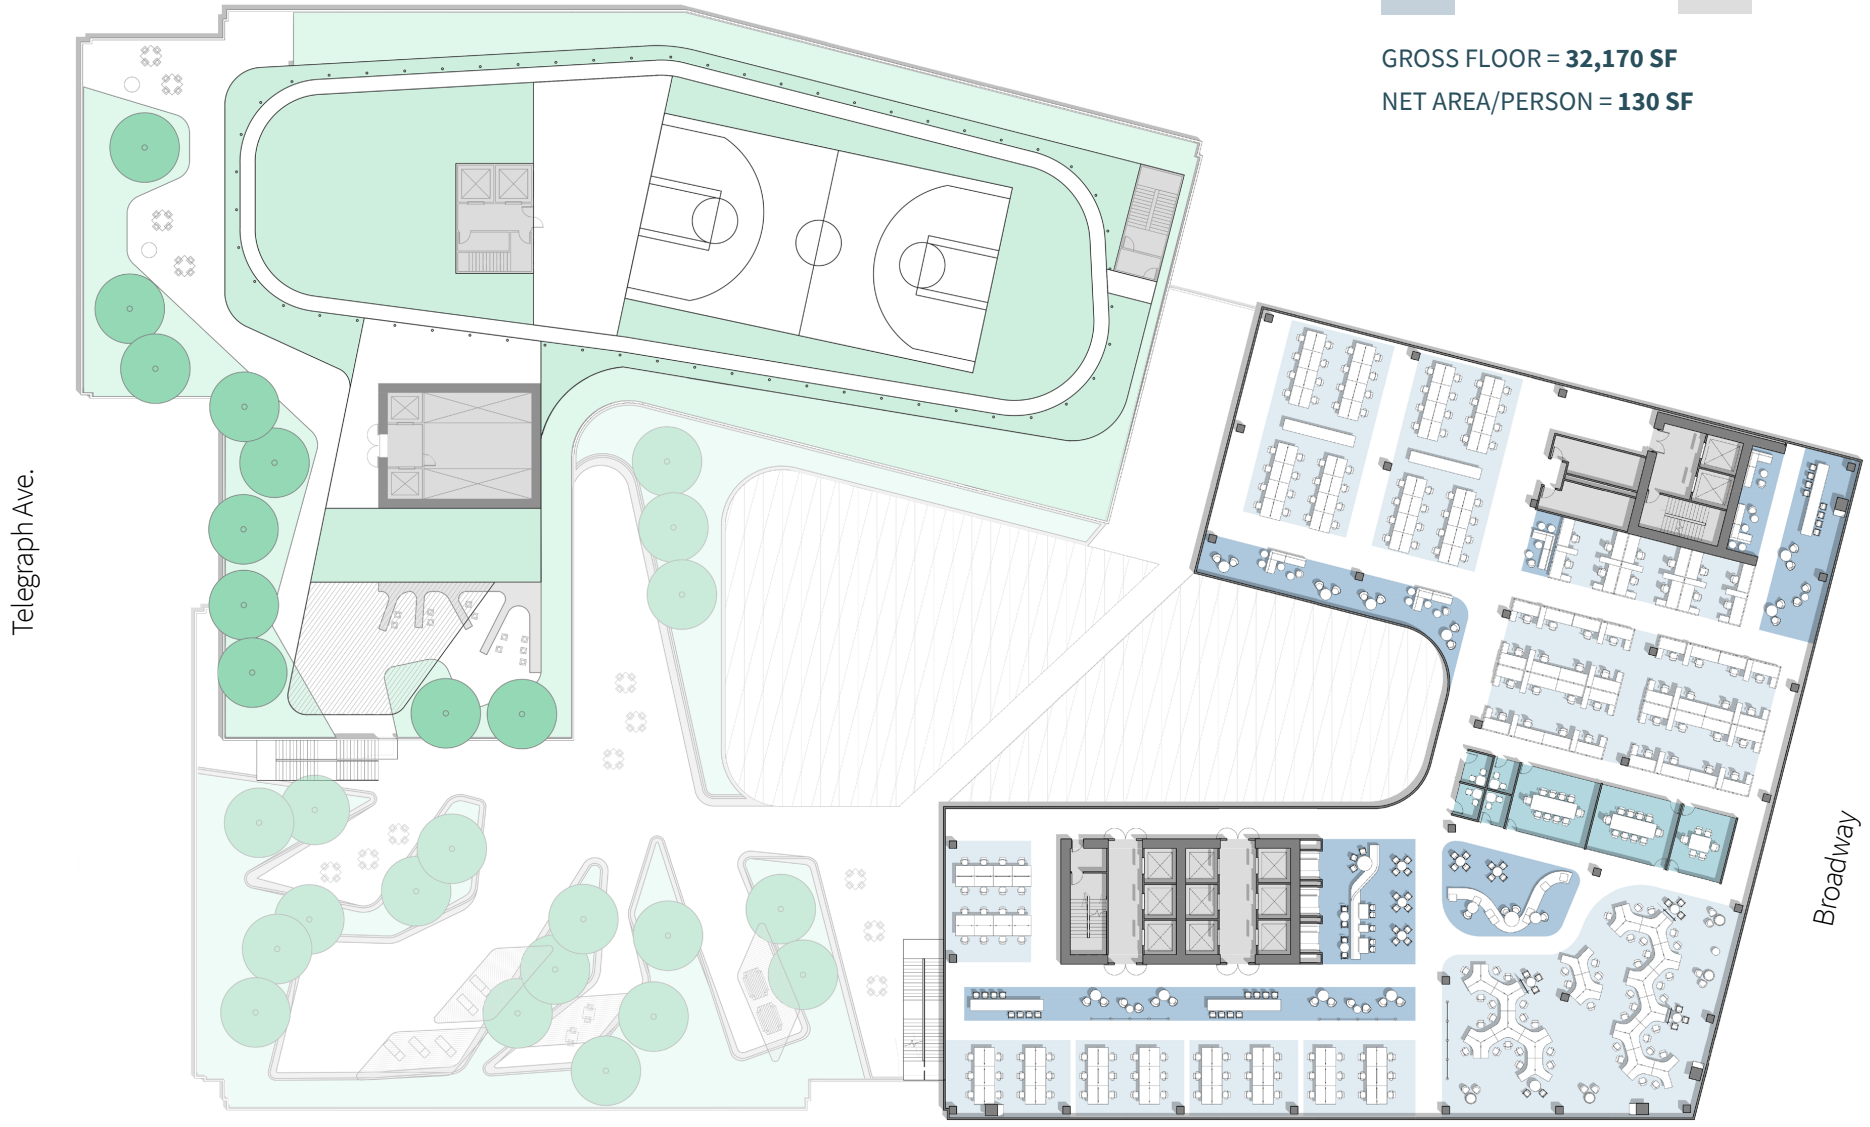 GROSS FLOOR = 32,170 SF
NET AREA/PERSON = 130 SF
Telegraph Ave.
Broadway